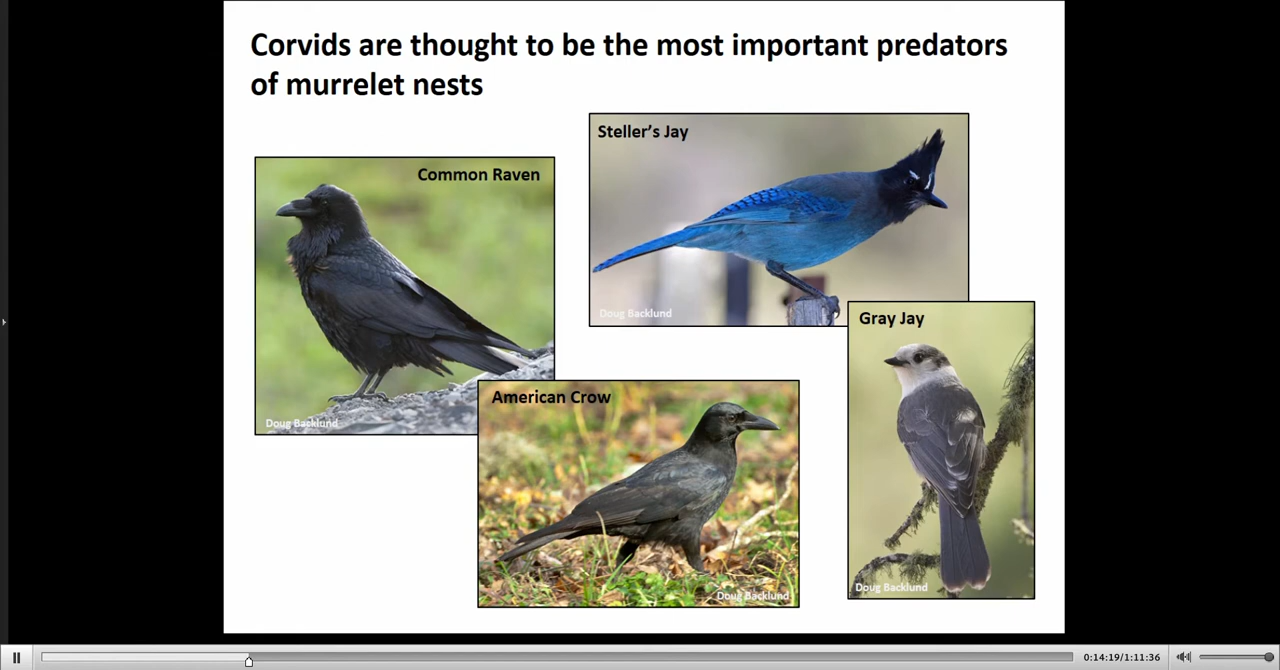 Corvids are thought to be the most important predators
of murrelet nests
Steller's Jay
Common Raven
Doug Backlund
Gray Jay
American Crow
Doug Backlund
Doug Backlund
Doug Backlund
0:14:19/1:11:36